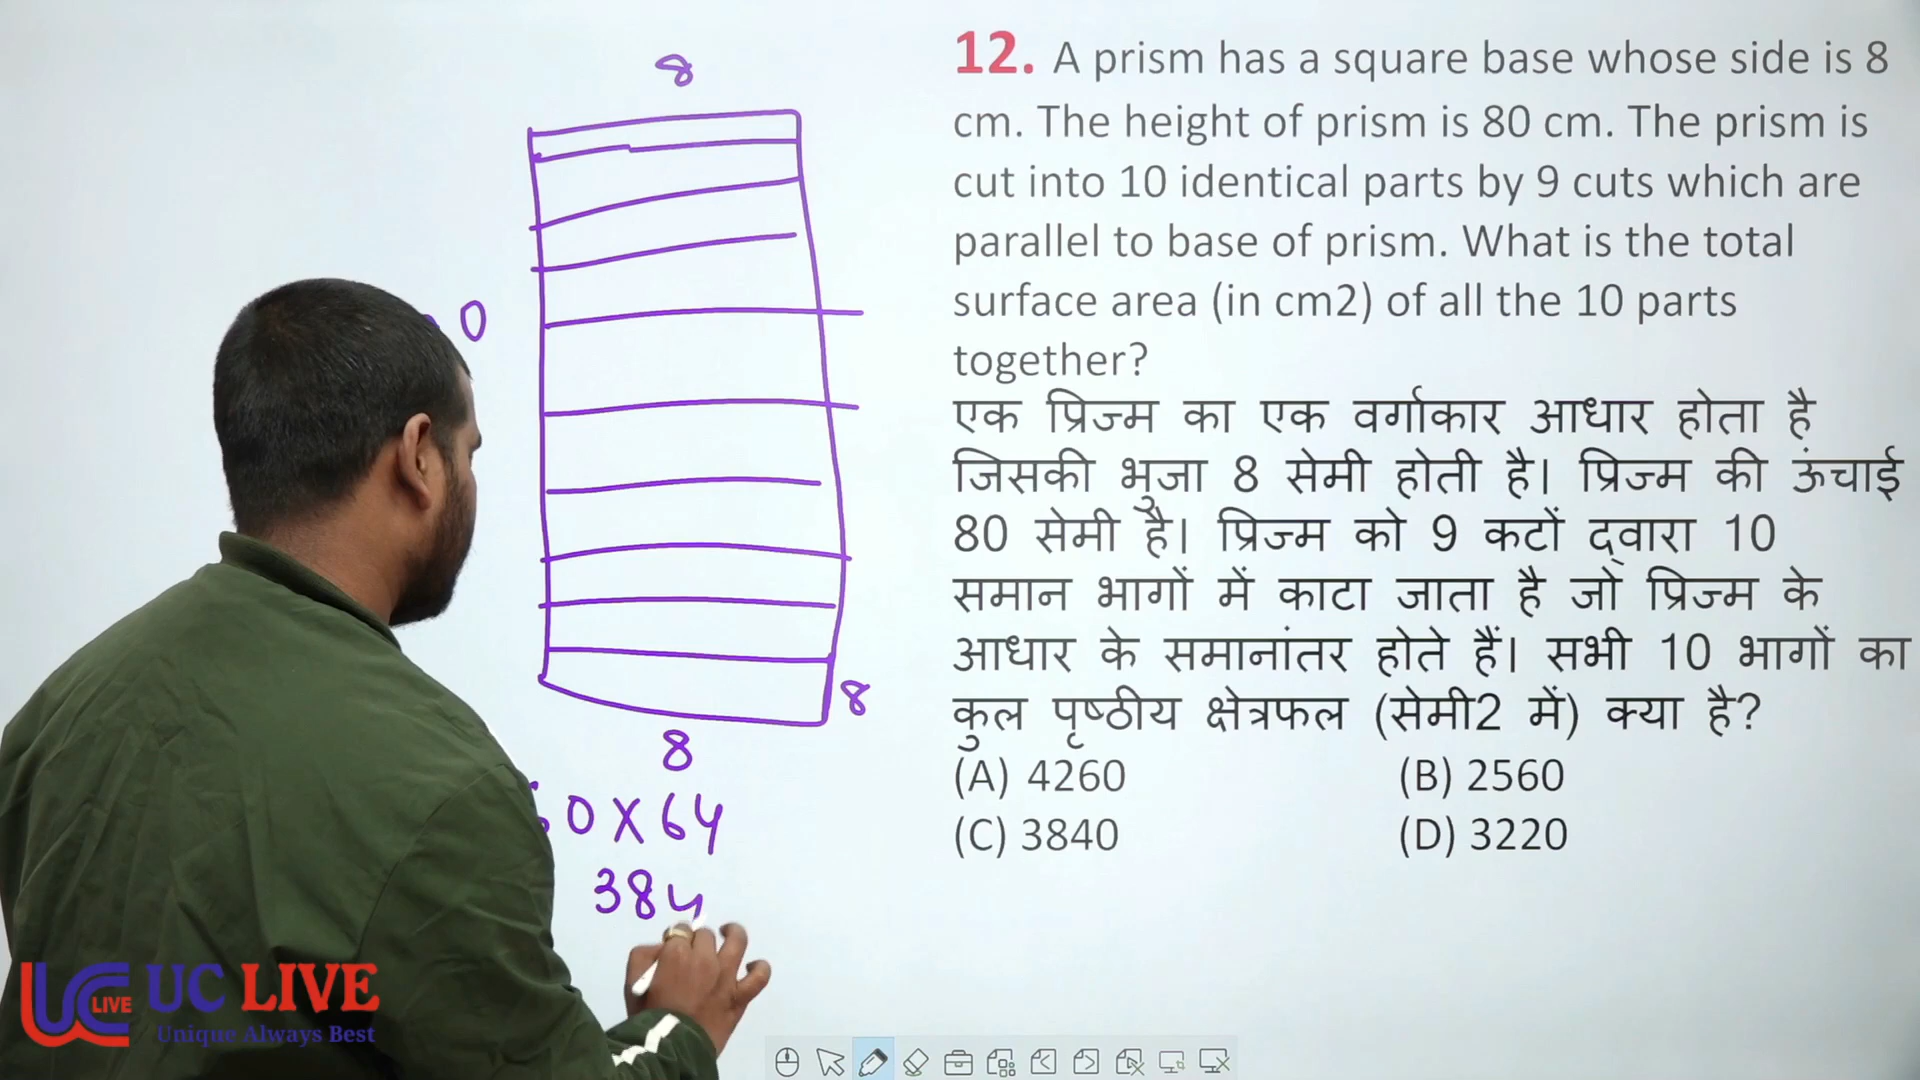 8
0
8
8
0 X 64
384
12. A prism has a square base whose side is 8
cm. The height of prism is 80 cm. The prism is
cut into 10 identical parts by 9 cuts which are
parallel to base of prism. What is the total
surface area (in cm2) of all the 10 parts
together?
एक प्रिज्म का एक वर्गाकार आधार होता है
जिसकी भुजा 8 सेमी होती है। प्रिज्म की ऊंचाई
80 सेमी है। प्रिज्म को 9 कटों द्वारा 10
समान भागों में काटा जाता है जो प्रिज्म के
आधार के समानांतर होते हैं। सभी 10 भागों का
कुल पृष्ठीय क्षेत्रफल (सेमी2 में) क्या है?
(A) 4260 (B) 2560
(C) 3840 (D) 3220
UC LIVE UC LIVE
Unique Always Best